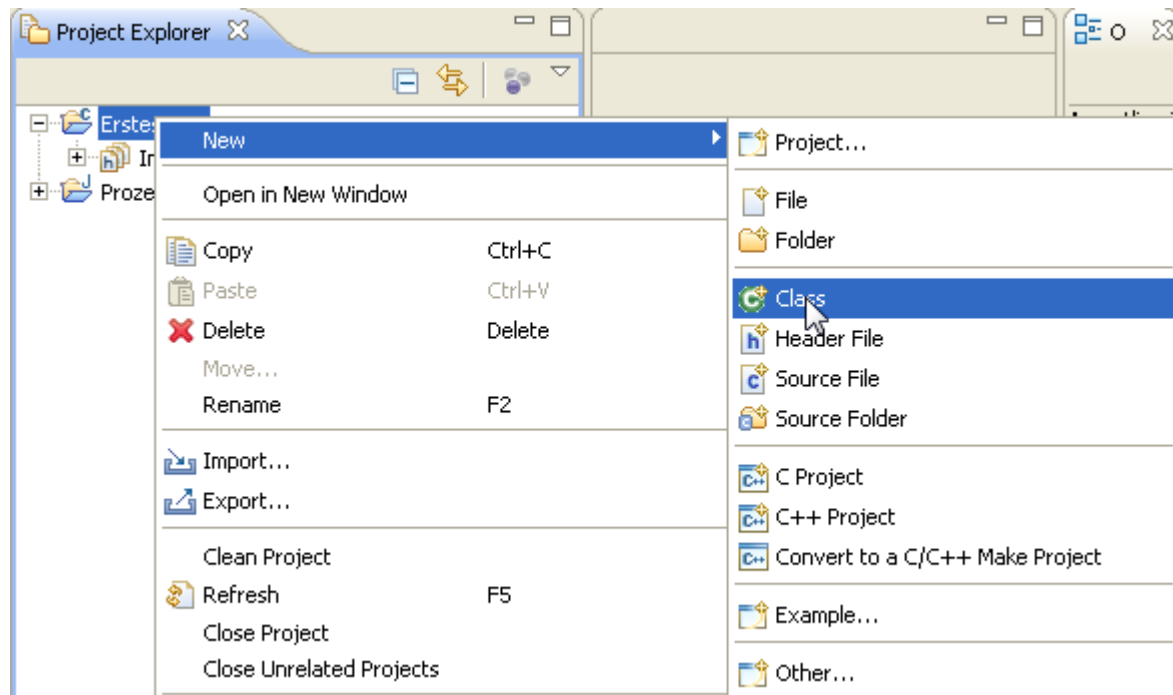 Project Explorer
O
New
Open in New Window
Copy Ctrl+C
Paste Ctrl+V
Delete Delete
Move...
Rename F2
Import...
Export...
Clean Project
Refresh F5
Close Project
Close Unrelated Projects
Project...
File
Folder
Class
Header File
Source File
Source Folder
C Project
C++ Project
Convert to a C/C++ Make Project
Example...
Other...